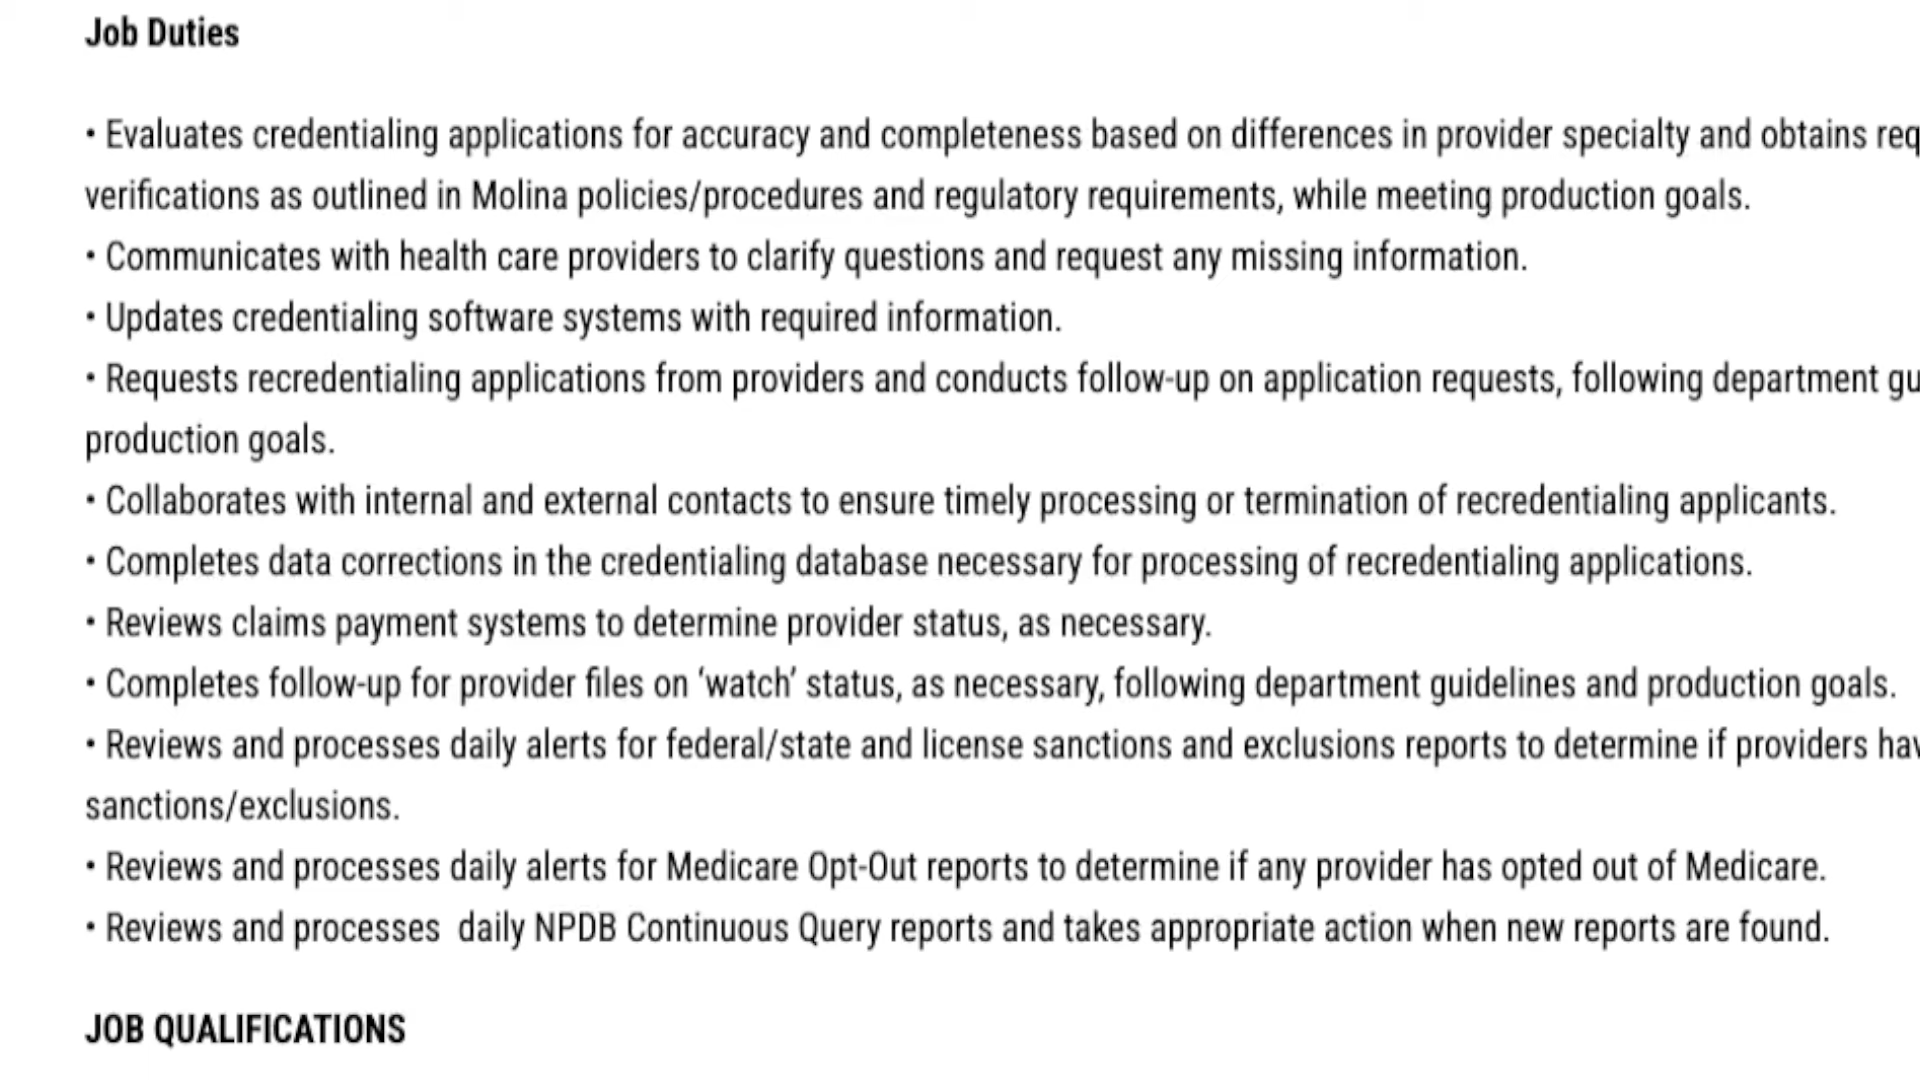 Job Duties
• Evaluates credentialing applications for accuracy and completeness based on differences in provider specialty and obtains
verifications as outlined in Molina policies/procedures and regulatory requirements, while meeting production goals.
• Communicates with health care providers to clarify questions and request any missing information.
• Updates credentialing software systems with required information.
• Requests recredentialing applications from providers and conducts follow-up on application requests, following department
production goals.
• Collaborates with internal and external contacts to ensure timely processing or termination of recredentialing applicants.
• Completes data corrections in the credentialing database necessary for processing of recredentialing applications.
• Reviews claims payment systems to determine provider status, as necessary.
• Completes follow-up for provider files on ‘watch’ status, as necessary, following department guidelines and production goals.
• Reviews and processes daily alerts for federal/state and license sanctions and exclusions reports to determine if providers
sanctions/exclusions.
• Reviews and processes daily alerts for Medicare Opt-Out reports to determine if any provider has opted out of Medicare.
• Reviews and processes  daily NPDB Continuous Query reports and takes appropriate action when new reports are found.
JOB QUALIFICATIONS